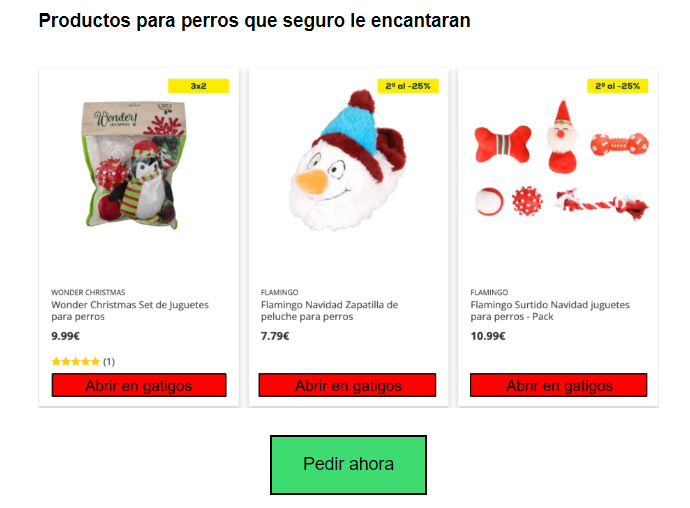 Productos para perros que seguro le encantaran
3x2
2ª al -25%
2ª al -25%
Wonder!
christmas
WONDER CHRISTMAS
Wonder Christmas Set de Juguetes
para perros
9.99€
(1)
Abrir en gatigos
FLAMINGO
Flamingo Navidad Zapatilla de
peluche para perros
7.79€
Abrir en gatigos
FLAMINGO
Flamingo Surtido Navidad juguetes
para perros - Pack
10.99€
Abrir en gatigos
Pedir ahora